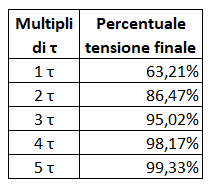 Multipli di τ Percentuale tensione finale
1 τ 63,21%
2 τ 86,47%
3 τ 95,02%
4 τ 98,17%
5 τ 99,33%